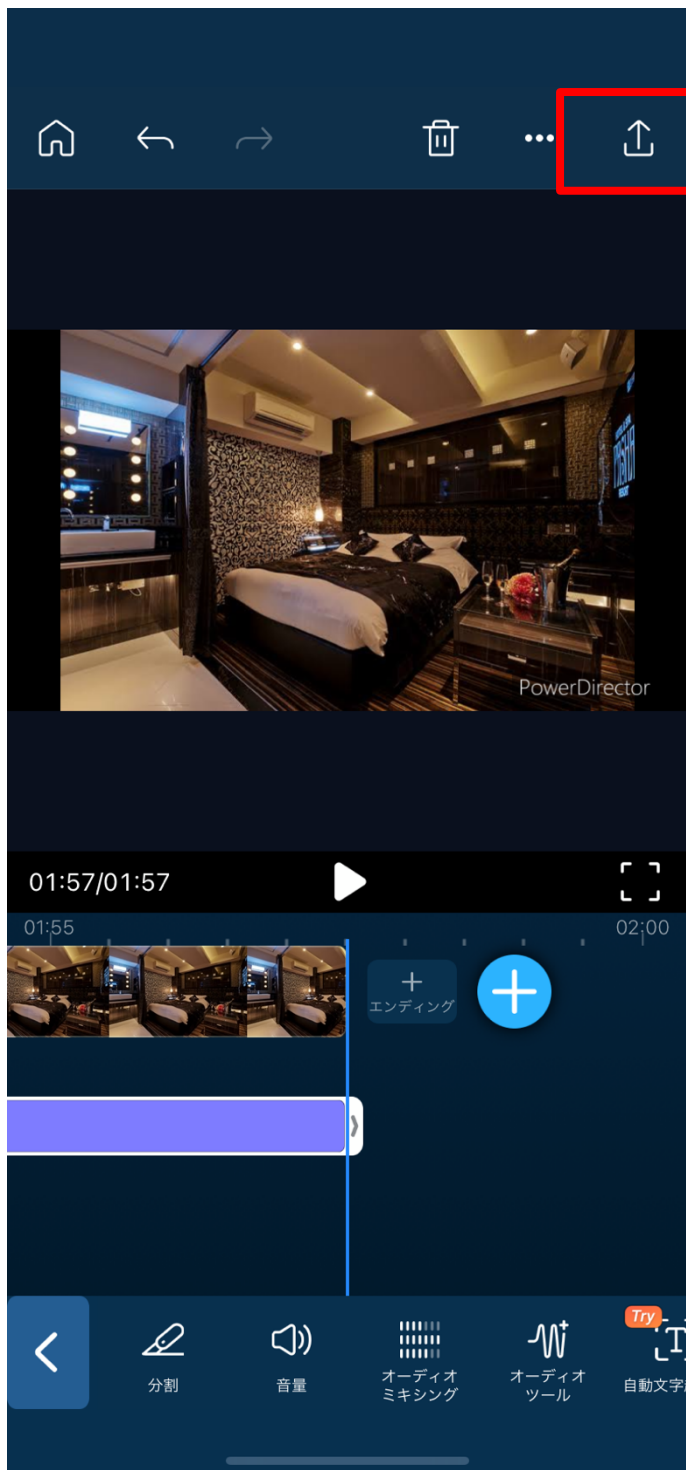 PowerDirector
01:57/01:57
01:55
02:00
エンディング
Try
分割
音量
オーディオ
ミキシング
オーディオ
ツール
自動文字